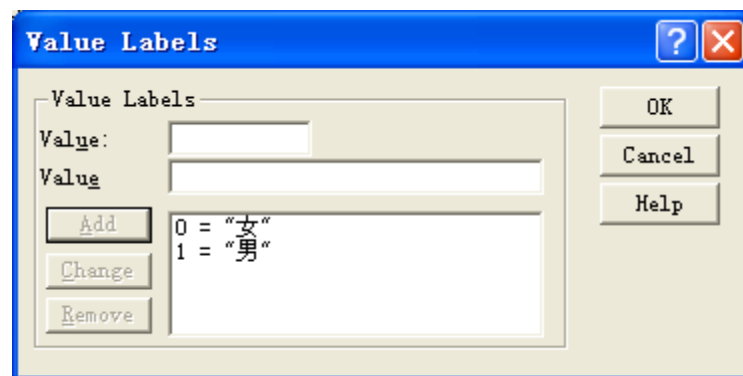 Value Labels
Value Labels
Value:
Value
Add
Change
Remove
0 = "女"
1 = "男"
OK
Cancel
Help